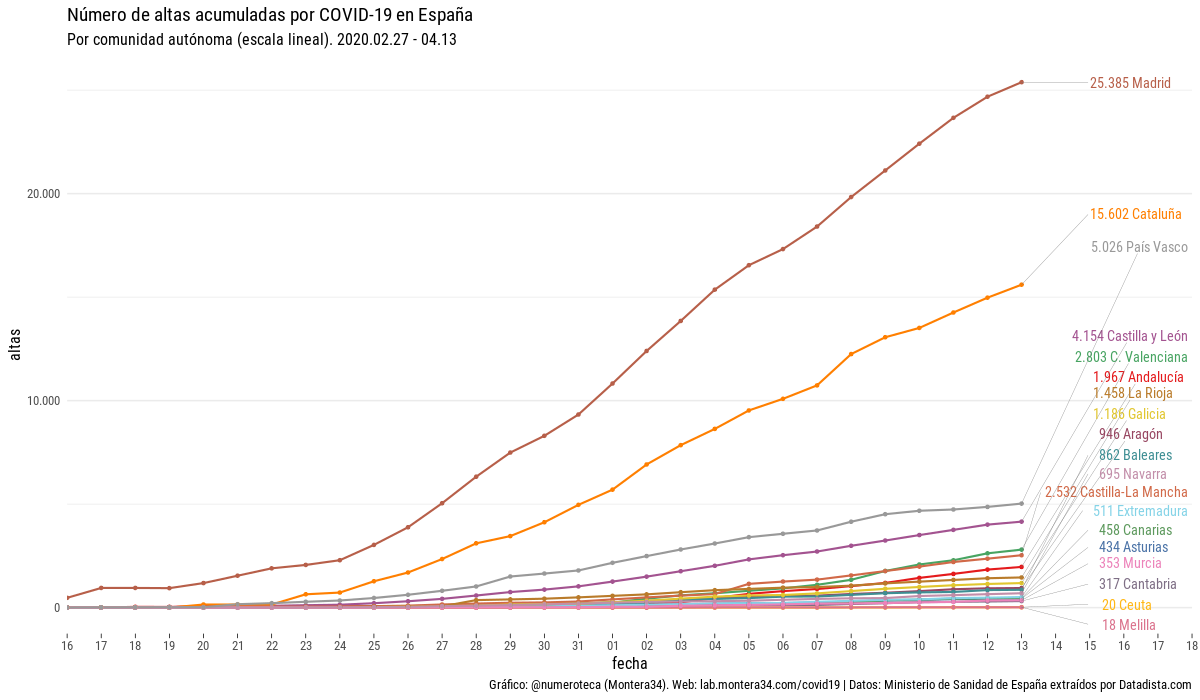 Número de altas acumuladas por COVID-19 en España
Por comunidad autónoma (escala lineal). 2020.02.27 - 04.13
25.385 Madrid
20.000
15.602 Cataluña
5.026 País Vasco
altas
4.154 Castilla y León
2.803 C. Valenciana
1.967 Andalucía
1.458 La Rioja
10.000
1.186 Galicia
946 Aragón
862 Baleares
695 Navarra
2.532 Castilla-La Mancha
511 Extremadura
458 Canarias
434 Asturias
353 Murcia
317 Cantabria
20 Ceuta
0
18 Melilla
16 17 18 19 20 21 22 23 24 25 26 27 28 29 30 31 01 02 03 04 05 06 07 08 09 10 11 12 13 14 15 16 17 18
fecha
Gráfico: @numeroteca (Montera34). Web: lab.montera34.com/covid19 | Datos: Ministerio de Sanidad de España extraídos por Datadista.com